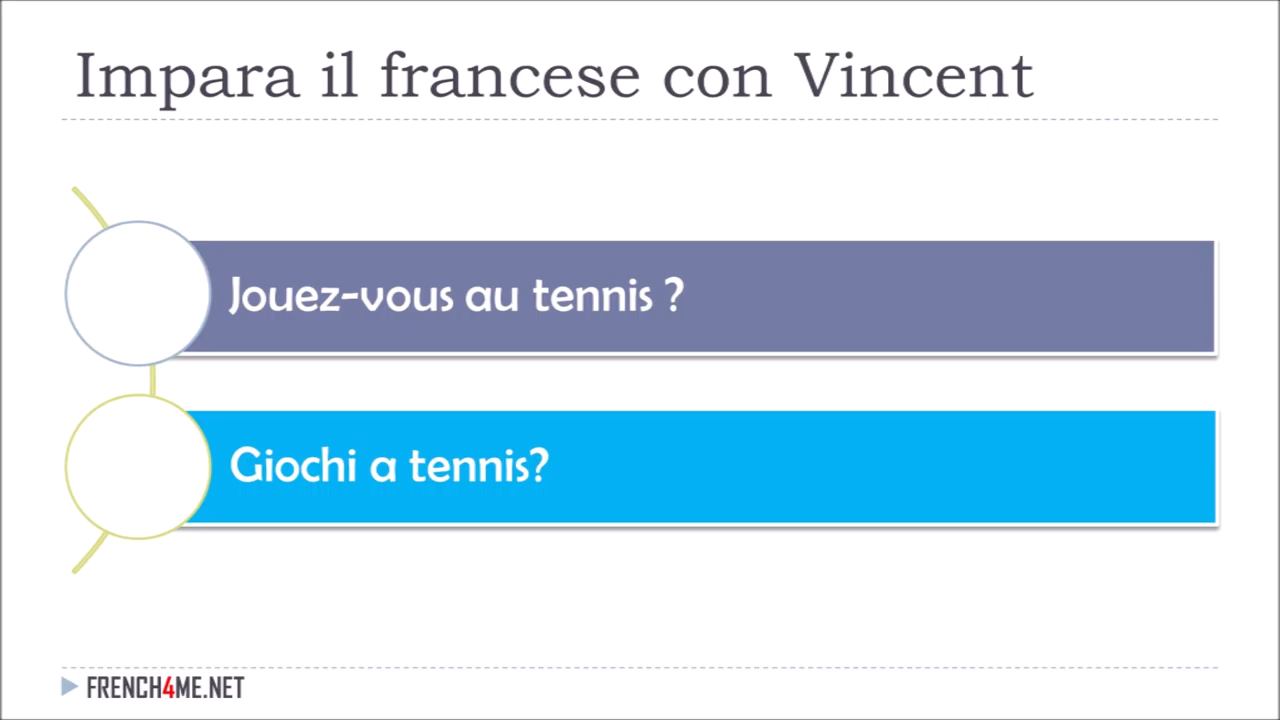 Impara il francese con Vincent
Jouez-vous au tennis ?
Giochi a tennis?
FRENCH4ME.NET